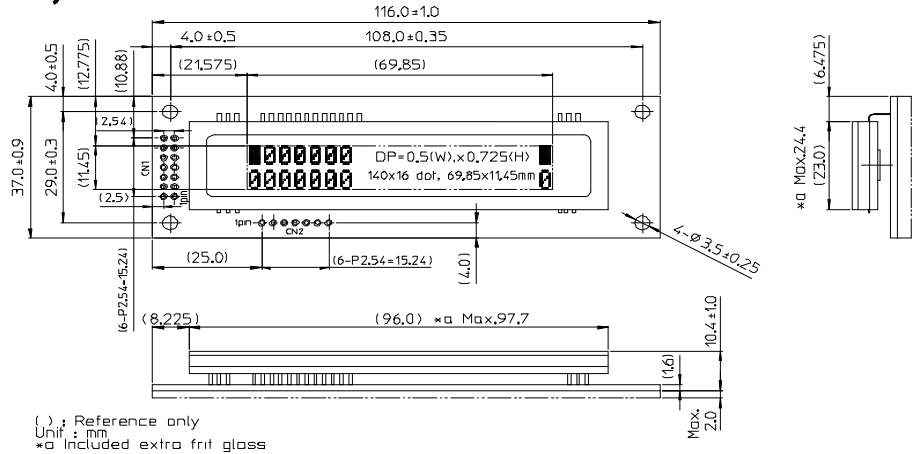 116.0±1.0
4.0±0.5
108.0±0.35
(21.575)
(69.85)
4.0±0.5
(12.775)
(10.88)
(2.54)
37.0±0.9
29.0±0.3
(11.45)
(2.5)
CN1
1pin
DP=0.5(W),x0.725(H)
140x16 dot, 69.85x11.45mm
1pin
CN2
(25.0)
(6-P2.54=15.24)
(4.0)
4-ø3.5±0.25
(6-P2.54=15.24)
(6.475)
*a Max.24.4
(23.0)
(8.225)
(96.0) *a Max.97.7
10.4±1.0
(1.6)
Max.
2.0
( ) : Reference only
Unit : mm
*a Included extra frit glass